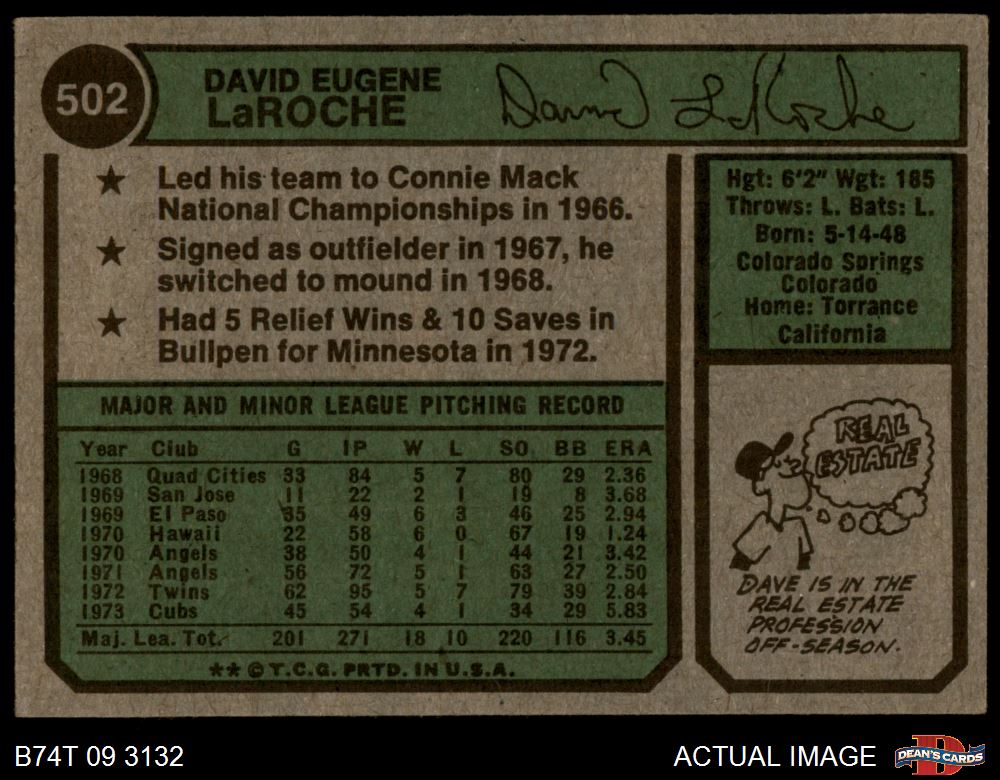 502
DAVID EUGENE
LaROCHE
David LaRoche
★ Led his team to Connie Mack
National Championships in 1966.
★ Signed as outfielder in 1967, he
switched to mound in 1968.
★ Had 5 Relief Wins & 10 Saves in
Bullpen for Minnesota in 1972.
Hgt: 6'2" Wgt: 185
Throws: L. Bats: L.
Born: 5-14-48
Colorado Springs
Colorado
Home: Torrance
California
MAJOR AND MINOR LEAGUE PITCHING RECORD
Year Club G IP W L SO BB ERA
1968 Quad Cities 33 84 5 7 80 29 2.36
1969 San Jose 11 22 2 1 19 8 3.68
1969 El Paso 35 49 6 3 46 25 2.94
1970 Hawaii 22 58 6 0 67 19 1.24
1970 Angels 38 50 4 1 44 21 3.42
1971 Angels 56 72 5 1 63 27 2.50
1972 Twins 62 95 5 7 79 39 2.84
1973 Cubs 45 54 4 1 34 29 5.83
Maj. Lea. Tot. 201 271 18 10 220 116 3.45
** © T.C.G. PRTD. IN U.S.A.
REAL
ESTATE
DAVE IS IN THE
REAL ESTATE
PROFESSION
OFF-SEASON.
B74T 09 3132
ACTUAL IMAGE
DEAN'S CARDS